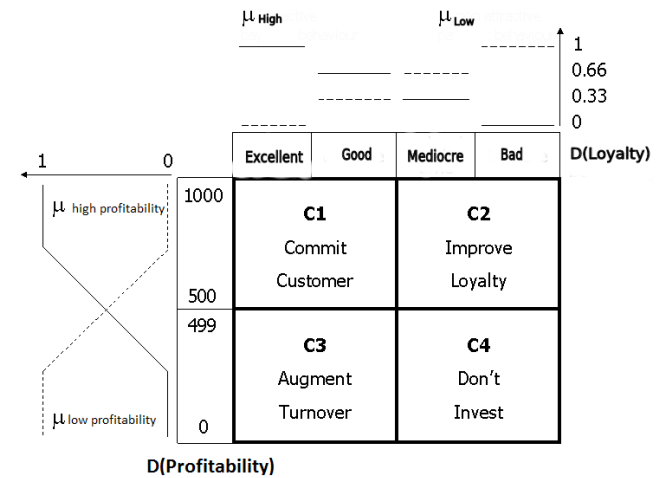 μ High μ Low
1
0.66
0.33
0
Excellent Good Mediocre Bad D(Loyalty)
1 0
μ high profitability
1000
C1
Commit
Customer
C2
Improve
Loyalty
500
499
C3
Augment
Turnover
C4
Don't
Invest
μ low profitability
0
D(Profitability)